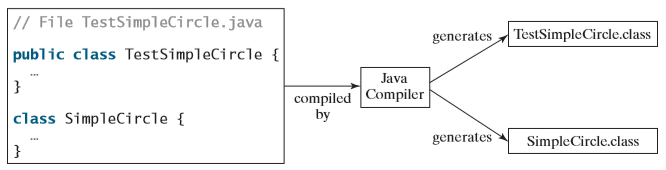 // File TestSimpleCircle.java
public class TestSimpleCircle {
…
}
class SimpleCircle {
…
}
compiled
by
Java
Compiler
generates
TestSimpleCircle.class
generates
SimpleCircle.class